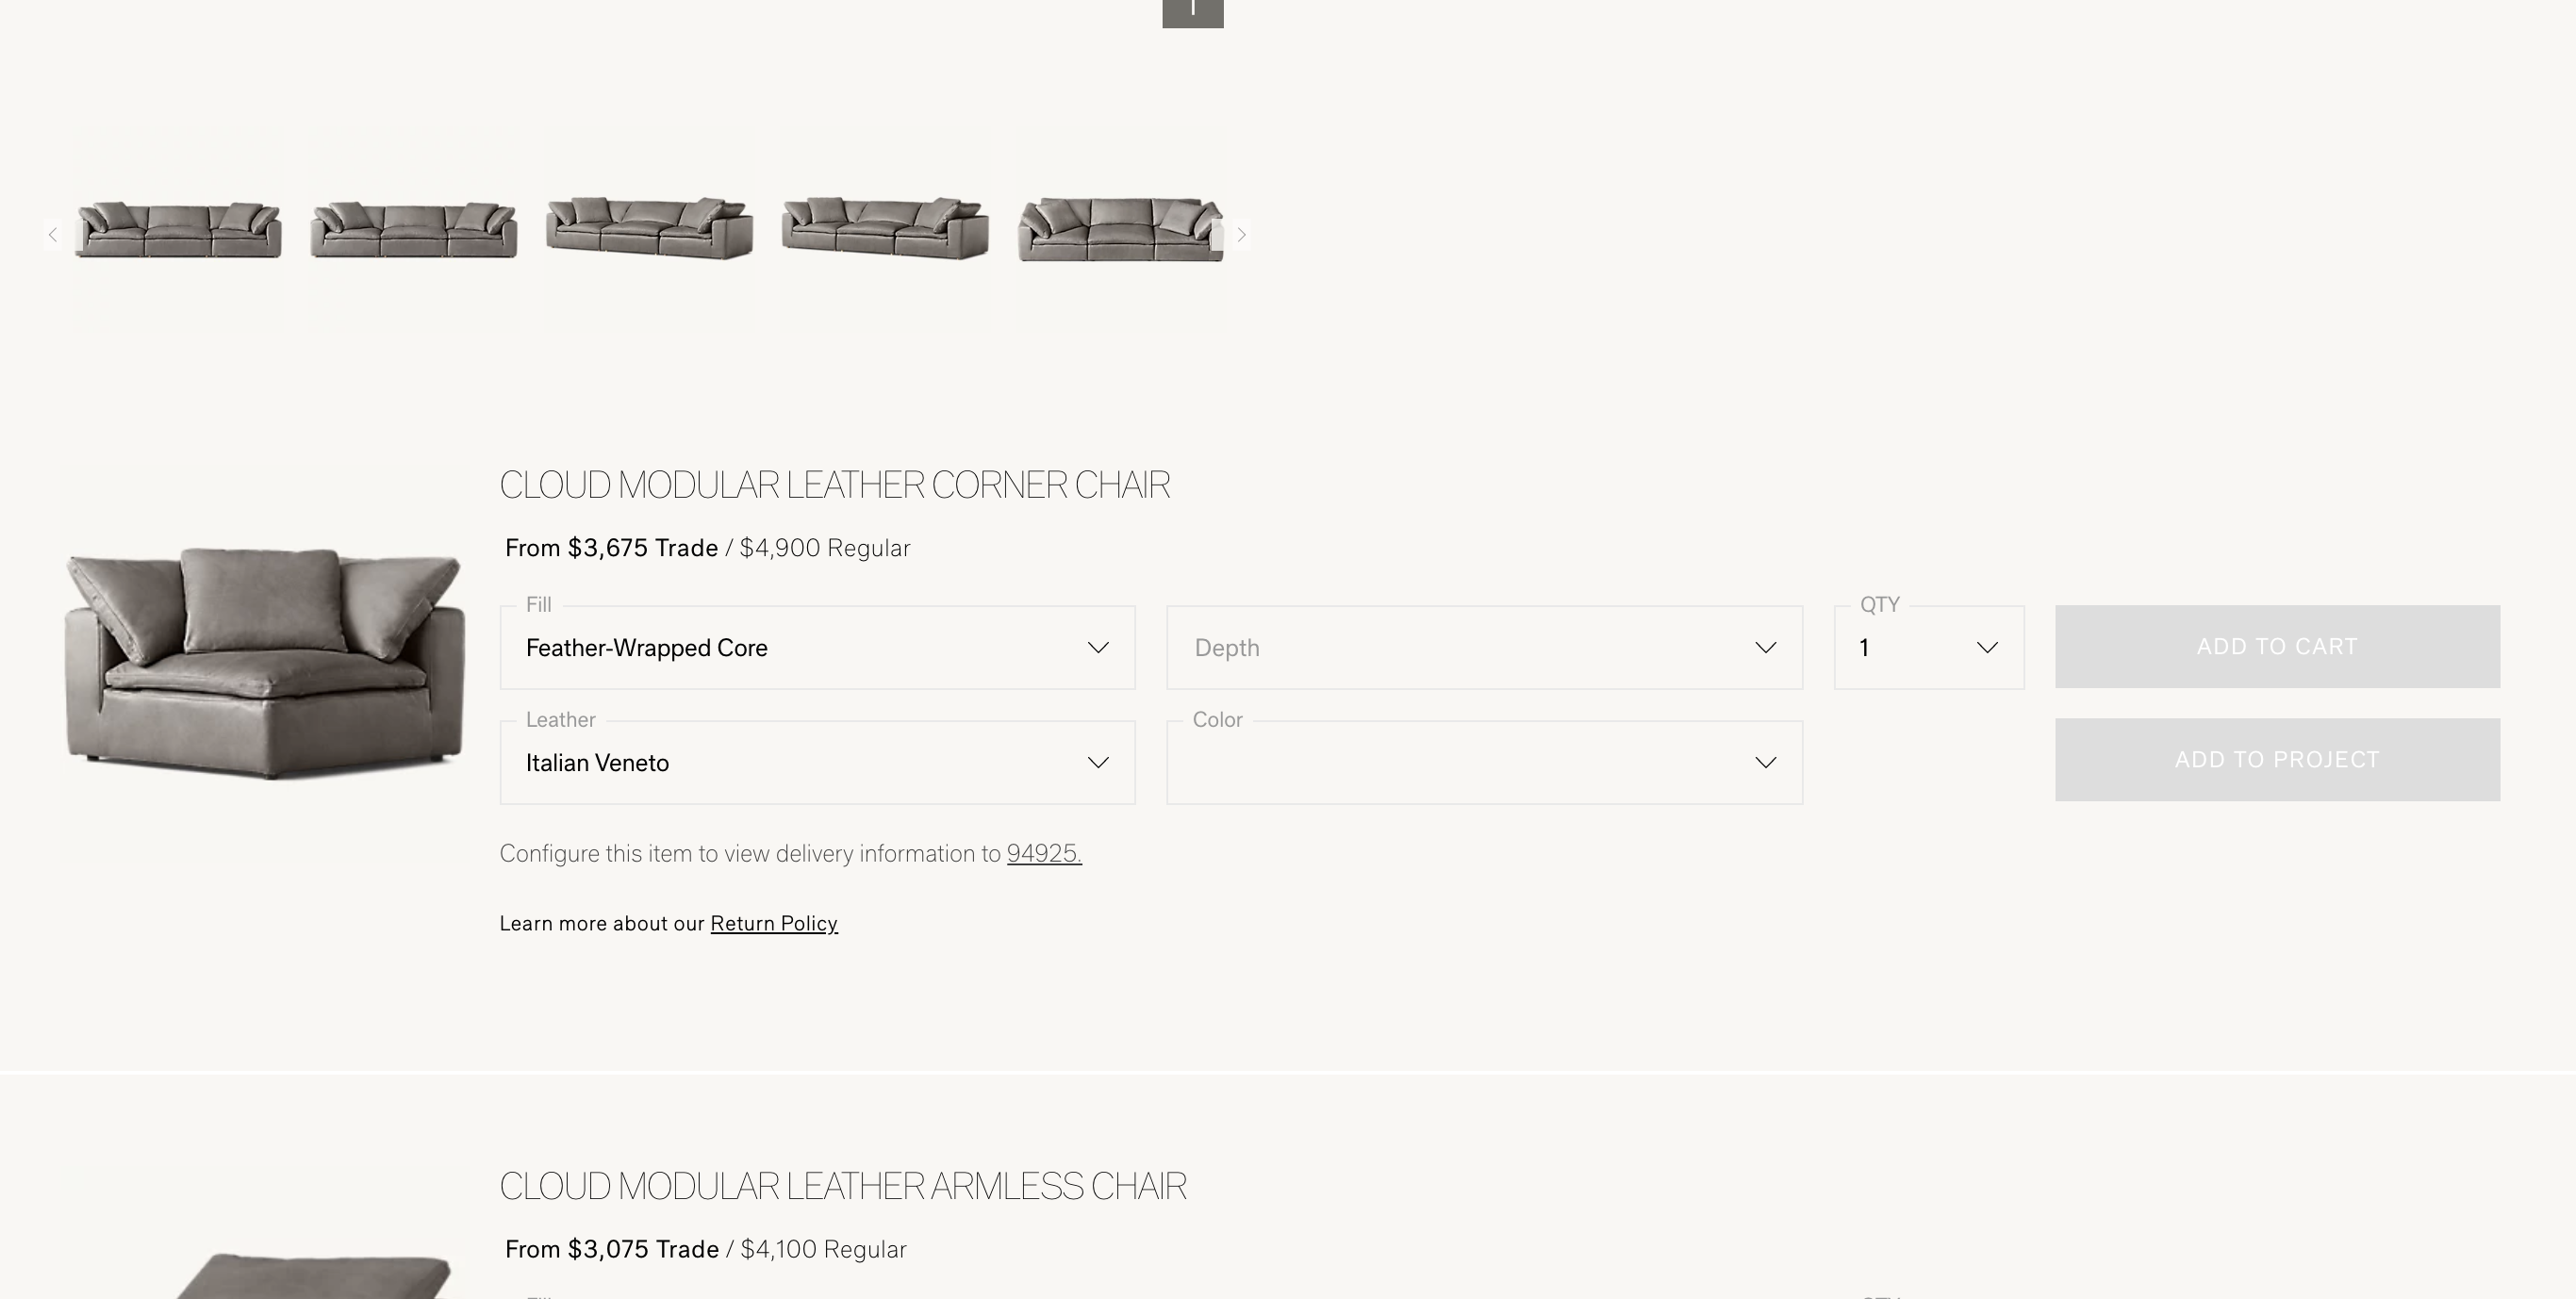 CLOUD MODULAR LEATHER CORNER CHAIR
From $3,675 Trade / $4,900 Regular
Fill
Feather-Wrapped Core
Depth
QTY
1
ADD TO CART
Leather
Italian Veneto
Color
ADD TO PROJECT
Configure this item to view delivery information to 94925.
Learn more about our Return Policy
CLOUD MODULAR LEATHER ARMLESS CHAIR
From $3,075 Trade / $4,100 Regular